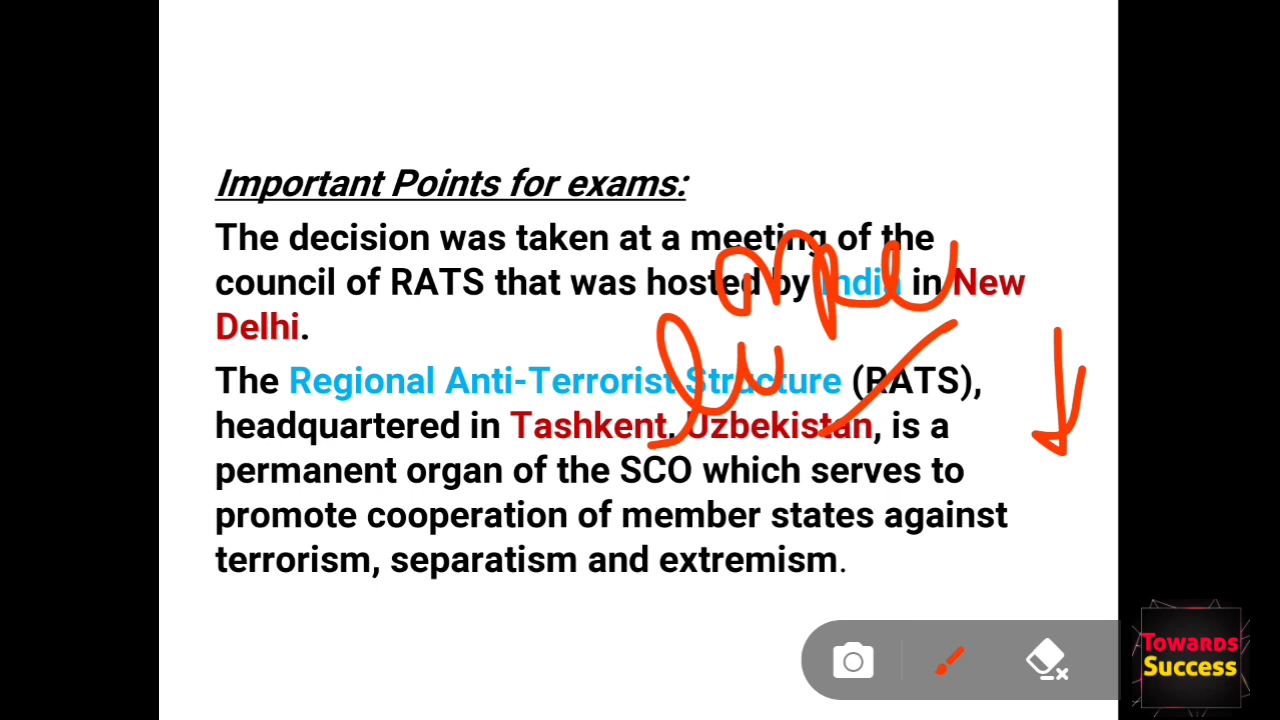 Important Points for exams:
The decision was taken at a meeting of the
council of RATS that was hosted by India in New
Delhi.
The Regional Anti-Terrorist Structure (RATS),
headquartered in Tashkent, Uzbekistan, is a
permanent organ of the SCO which serves to
promote cooperation of member states against
terrorism, separatism and extremism.
Towards
Success